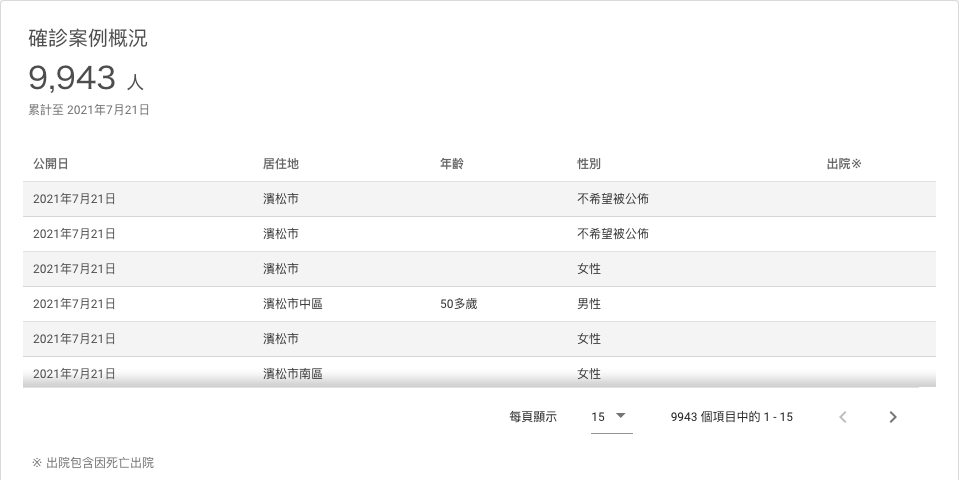 確診案例概況
9,943 人
累計至 2021年7月21日
公開日 居住地 年齡 性別 出院※
2021年7月21日 濱松市 不希望被公佈
2021年7月21日 濱松市 不希望被公佈
2021年7月21日 濱松市 女性
2021年7月21日 濱松市中區 50多歲 男性
2021年7月21日 濱松市 女性
2021年7月21日 濱松市南區 女性
每頁顯示 15 9943 個項目中的 1 - 15
※ 出院包含因死亡出院